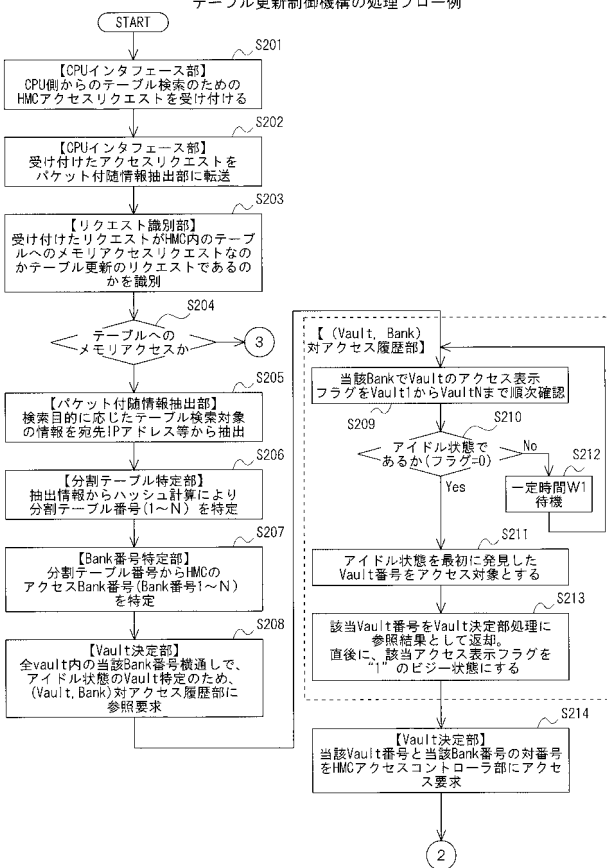 テーブル更新制御機構の処理フロー例
START
S201
【CPUインタフェース部】
CPU側からのテーブル検索のための
HMCアクセスリクエストを受け付ける
S202
【CPUインタフェース部】
受け付けたアクセスリクエストを
パケット付随情報抽出部に転送
S203
【リクエスト識別部】
受け付けたリクエストがHMC内のテーブ
ルへのメモリアクセスリクエストなの
かテーブル更新のリクエストであるの
かを識別
S204
テーブルへの
メモリアクセスか
3
S205
【パケット付随情報抽出部】
検索目的に応じたテーブル検索対象
の情報を宛先IPアドレス等から抽出
S206
【分割テーブル特定部】
抽出情報からハッシュ計算により
分割テーブル番号(1～N)を特定
S207
【Bank番号特定部】
分割テーブル番号からHMCの
アクセスBank番号(Bank番号1～N)
を特定
S208
【Vault決定部】
全vault内の当該Bank番号横通しで、
アイドル状態のVault特定のため、
(Vault,Bank)対アクセス履歴部に
参照要求
【(Vault, Bank)
対アクセス履歴部】
当該BankでVaultのアクセス表示
フラグをVault1からVaultNまで順次確認
S209
S210
アイドル状態で
あるか(フラグ=0)
No
S212
一定時間W1
待機
Yes
S211
アイドル状態を最初に発見した
Vault番号をアクセス対象とする
S213
該当Vault番号をVault決定部処理に
参照結果として返却。
直後に、該当アクセス表示フラグを
“1”のビジー状態にする
S214
【Vault決定部】
当該Vault番号と当該Bank番号の対番号
をHMCアクセスコントローラ部にアクセ
ス要求
2